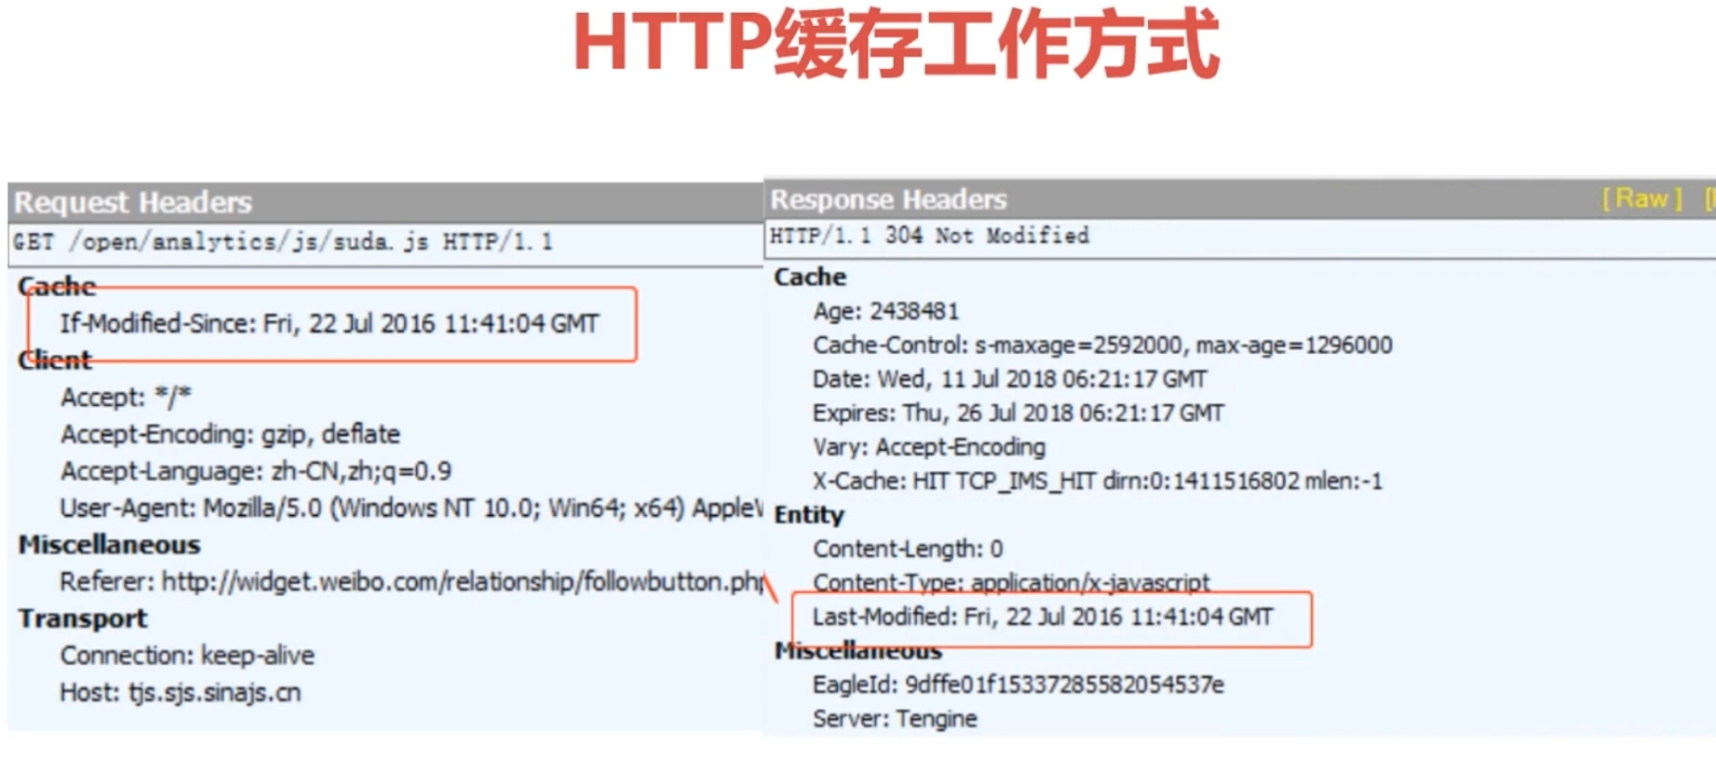 HTTP缓存工作方式
Request Headers
GET /open/analytics/js/suda.js HTTP/1.1
Cache
If-Modified-Since: Fri, 22 Jul 2016 11:41:04 GMT
Client
Accept: */*
Accept-Encoding: gzip, deflate
Accept-Language: zh-CN,zh;q=0.9
User-Agent: Mozilla/5.0 (Windows NT 10.0; Win64; x64) Apple
Miscellaneous
Referer: http://widget.weibo.com/relationship/followbutton.php
Transport
Connection: keep-alive
Host: tjs.sjs.sinajs.cn
Response Headers
[ Raw ] [
HTTP/1.1 304 Not Modified
Cache
Age: 2438481
Cache-Control: s-maxage=2592000, max-age=1296000
Date: Wed, 11 Jul 2018 06:21:17 GMT
Expires: Thu, 26 Jul 2018 06:21:17 GMT
Vary: Accept-Encoding
X-Cache: HIT TCP_IMS_HIT dirn:0:1411516802 mlen:-1
Entity
Content-Length: 0
Content-Type: application/x-javascript
Last-Modified: Fri, 22 Jul 2016 11:41:04 GMT
Miscellaneous
EagleId: 9dffe01f15337285582054537e
Server: Tengine